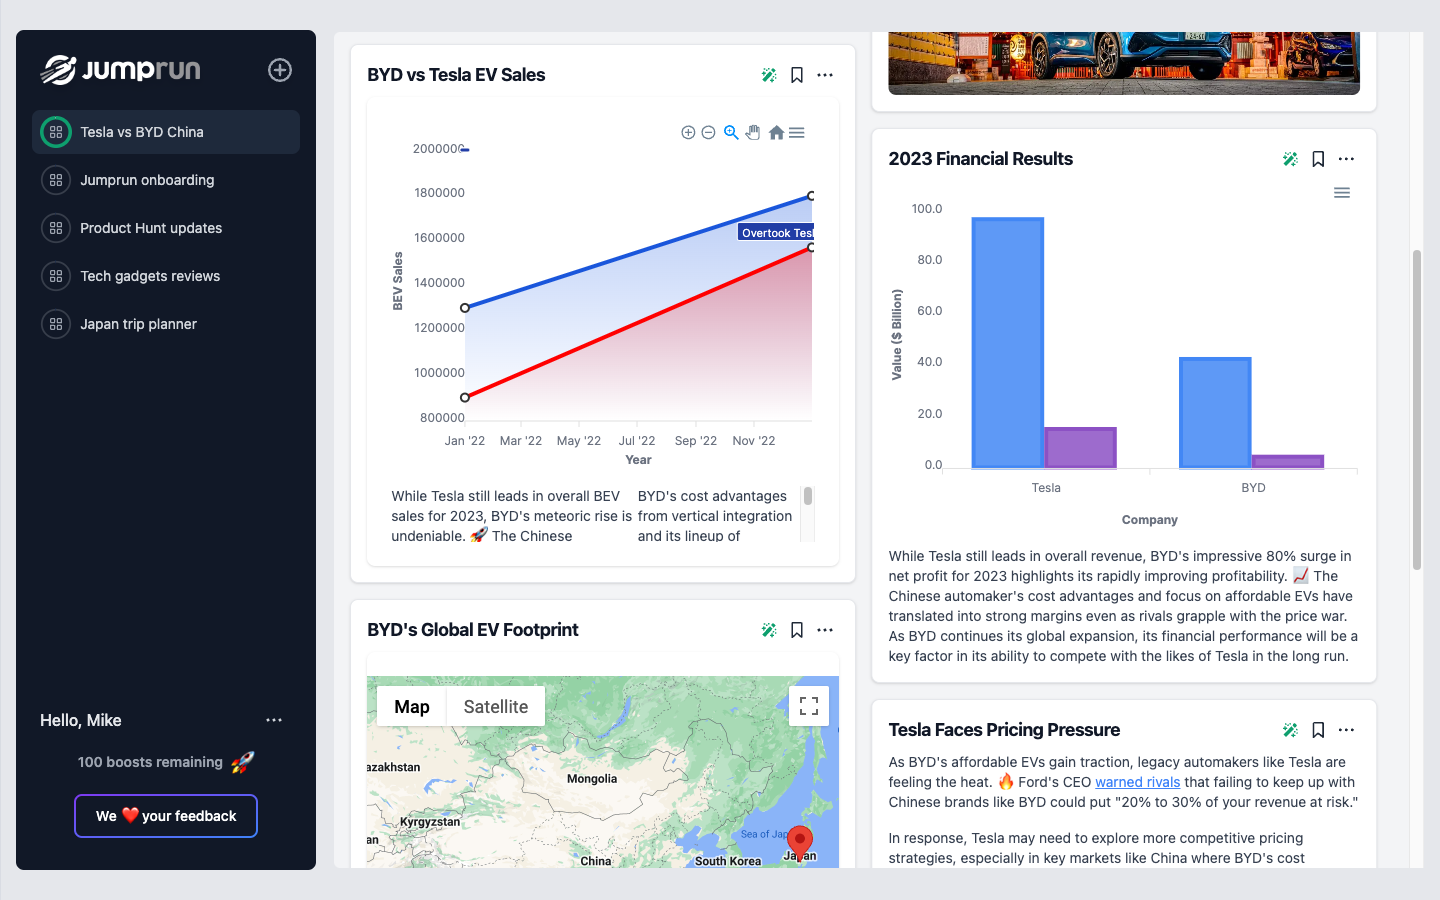 Jumprun
Tesla vs BYD China
Jumprun onboarding
Product Hunt updates
Tech gadgets reviews
Japan trip planner
Hello, Mike
100 boosts remaining 🚀
We ❤️ your feedback
BYD vs Tesla EV Sales
2000000
1800000
1600000
1400000
1200000
1000000
800000
BEV Sales
Overtook Tesl
Jan '22 Mar '22 May '22 Jul '22 Sep '22 Nov '22
Year
While Tesla still leads in overall BEV
sales for 2023, BYD's meteoric rise is
undeniable. 🚀 The Chinese
BYD's cost advantages
from vertical integration
and its lineup of
BYD's Global EV Footprint
Map Satellite
azakhstan
Mongolia
Kyrgyzstan
an
China
South Korea
Sea of Jap
Japan
2023 Financial Results
100.0
80.0
60.0
40.0
20.0
0.0
Value ($ Billion)
Tesla BYD
Company
While Tesla still leads in overall revenue, BYD's impressive 80% surge in
net profit for 2023 highlights its rapidly improving profitability. 📈 The
Chinese automaker's cost advantages and focus on affordable EVs have
translated into strong margins even as rivals grapple with the price war.
As BYD continues its global expansion, its financial performance will be a
key factor in its ability to compete with the likes of Tesla in the long run.
Tesla Faces Pricing Pressure
As BYD's affordable EVs gain traction, legacy automakers like Tesla are
feeling the heat. 🔥 Ford's CEO warned rivals that failing to keep up with
Chinese brands like BYD could put "20% to 30% of your revenue at risk."
In response, Tesla may need to explore more competitive pricing
strategies, especially in key markets like China where BYD's cost